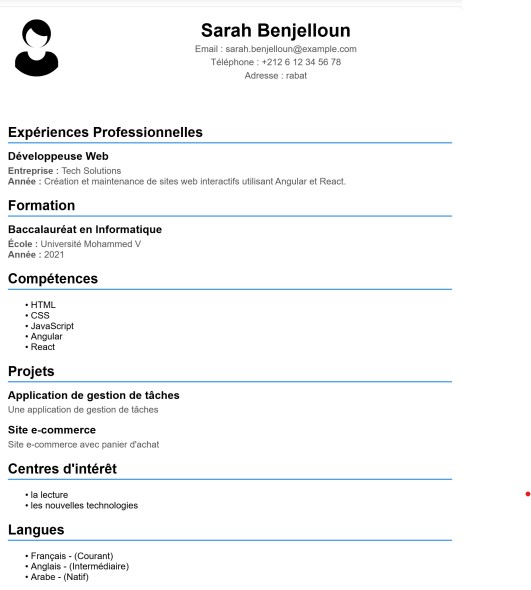 Sarah Benjelloun
Email : sarah.benjelloun@example.com
Téléphone : +212 6 12 34 56 78
Adresse : rabat
Expériences Professionnelles
Développeuse Web
Entreprise : Tech Solutions
Année : Création et maintenance de sites web interactifs utilisant Angular et React.
Formation
Baccalauréat en Informatique
École : Université Mohammed V
Année : 2021
Compétences
• HTML
• CSS
• JavaScript
• Angular
• React
Projets
Application de gestion de tâches
Une application de gestion de tâches
Site e-commerce
Site e-commerce avec panier d'achat
Centres d'intérêt
• la lecture
• les nouvelles technologies
Langues
• Français - (Courant)
• Anglais - (Intermédiaire)
• Arabe - (Natif)